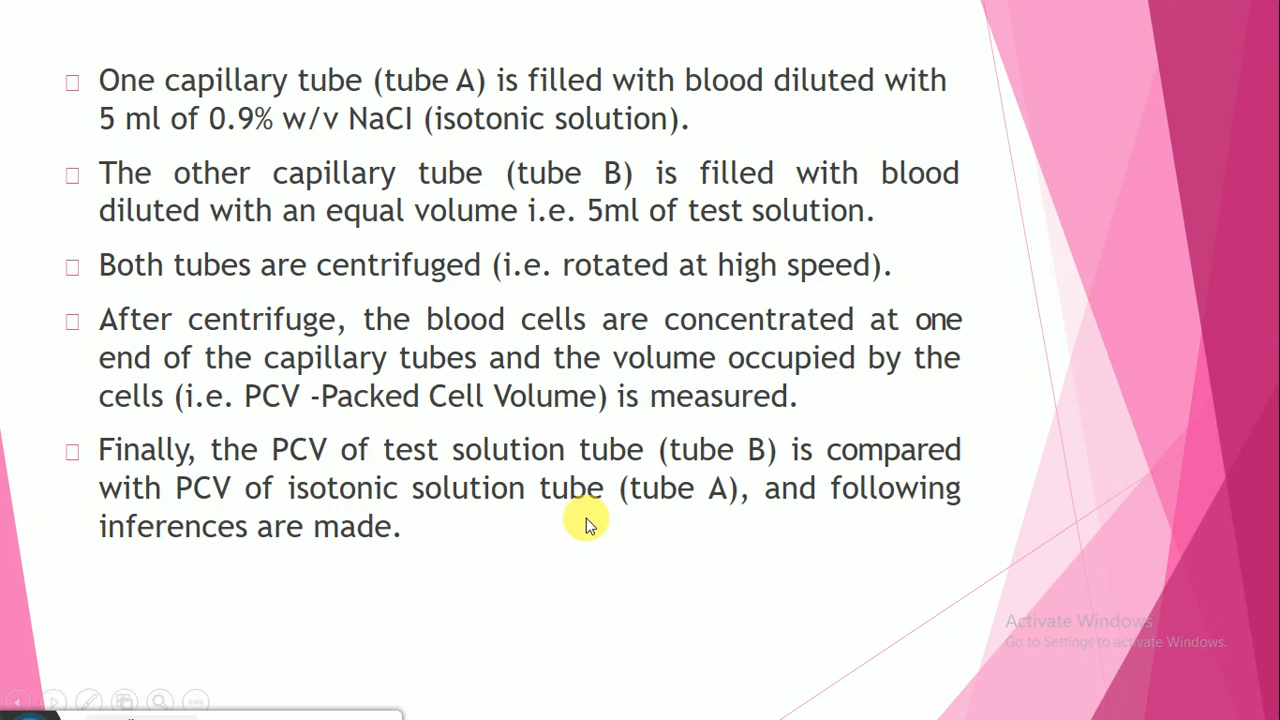 One capillary tube (tube A) is filled with blood diluted with
5 ml of 0.9% w/v NaCI (isotonic solution).
The other capillary tube (tube B) is filled with blood
diluted with an equal volume i.e. 5ml of test solution.
Both tubes are centrifuged (i.e. rotated at high speed).
After centrifuge, the blood cells are concentrated at one
end of the capillary tubes and the volume occupied by the
cells (i.e. PCV -Packed Cell Volume) is measured.
Finally, the PCV of test solution tube (tube B) is compared
with PCV of isotonic solution tube (tube A), and following
inferences are made.
Activate Windows
Go to Settings to activate Windows.